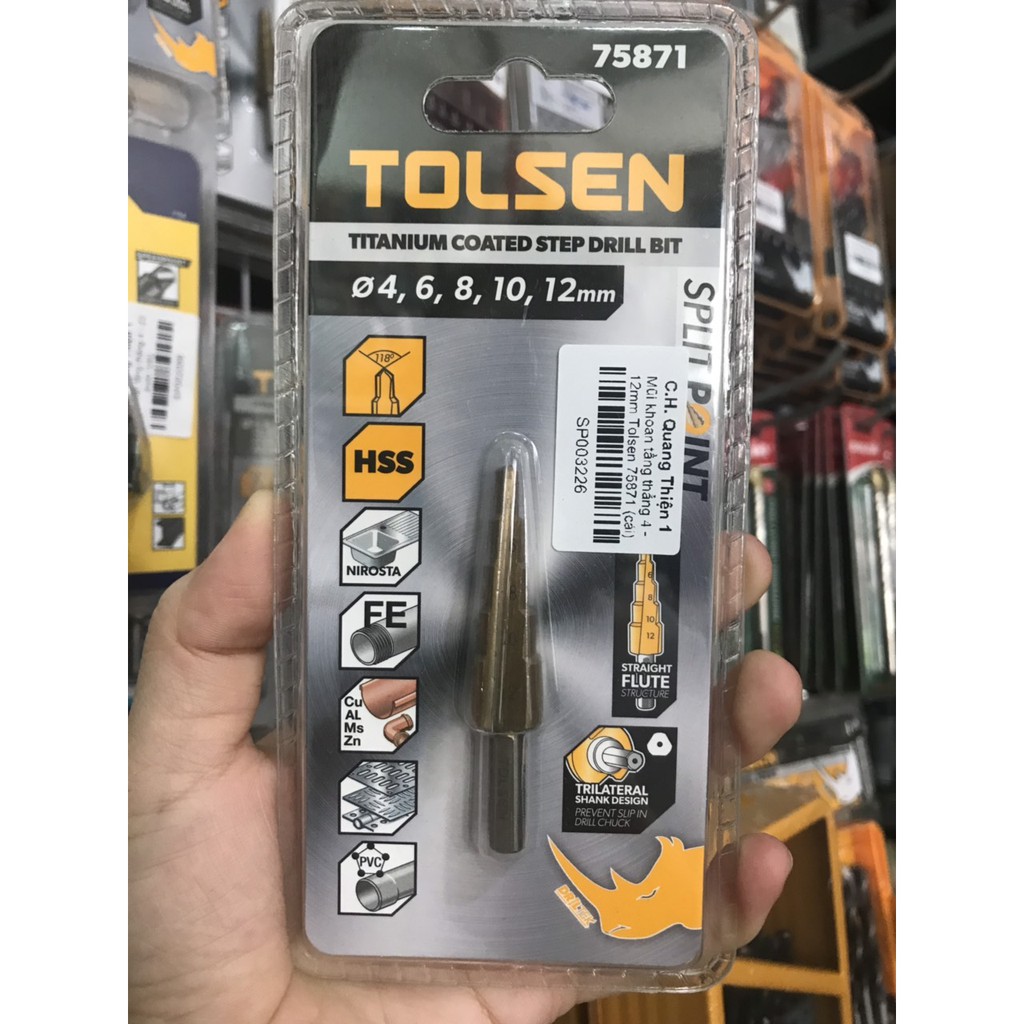 75871
TOLSEN
TITANIUM COATED STEP DRILL BIT
Ø4, 6, 8, 10, 12mm
SPLIT POINT
118°
HSS
NIROSTA
FE
Cu
AL
Ms
Zn
PVC
C.H. Quang Thiện 1
Mũi khoan tầng thẳng 4 -
12mm Tolsen 75871 (cái)
SP003226
6
8
10
12
STRAIGHT
FLUTE
STRUCTURE
TRILATERAL
SHANK DESIGN
PREVENT SLIP IN
DRILL CHUCK